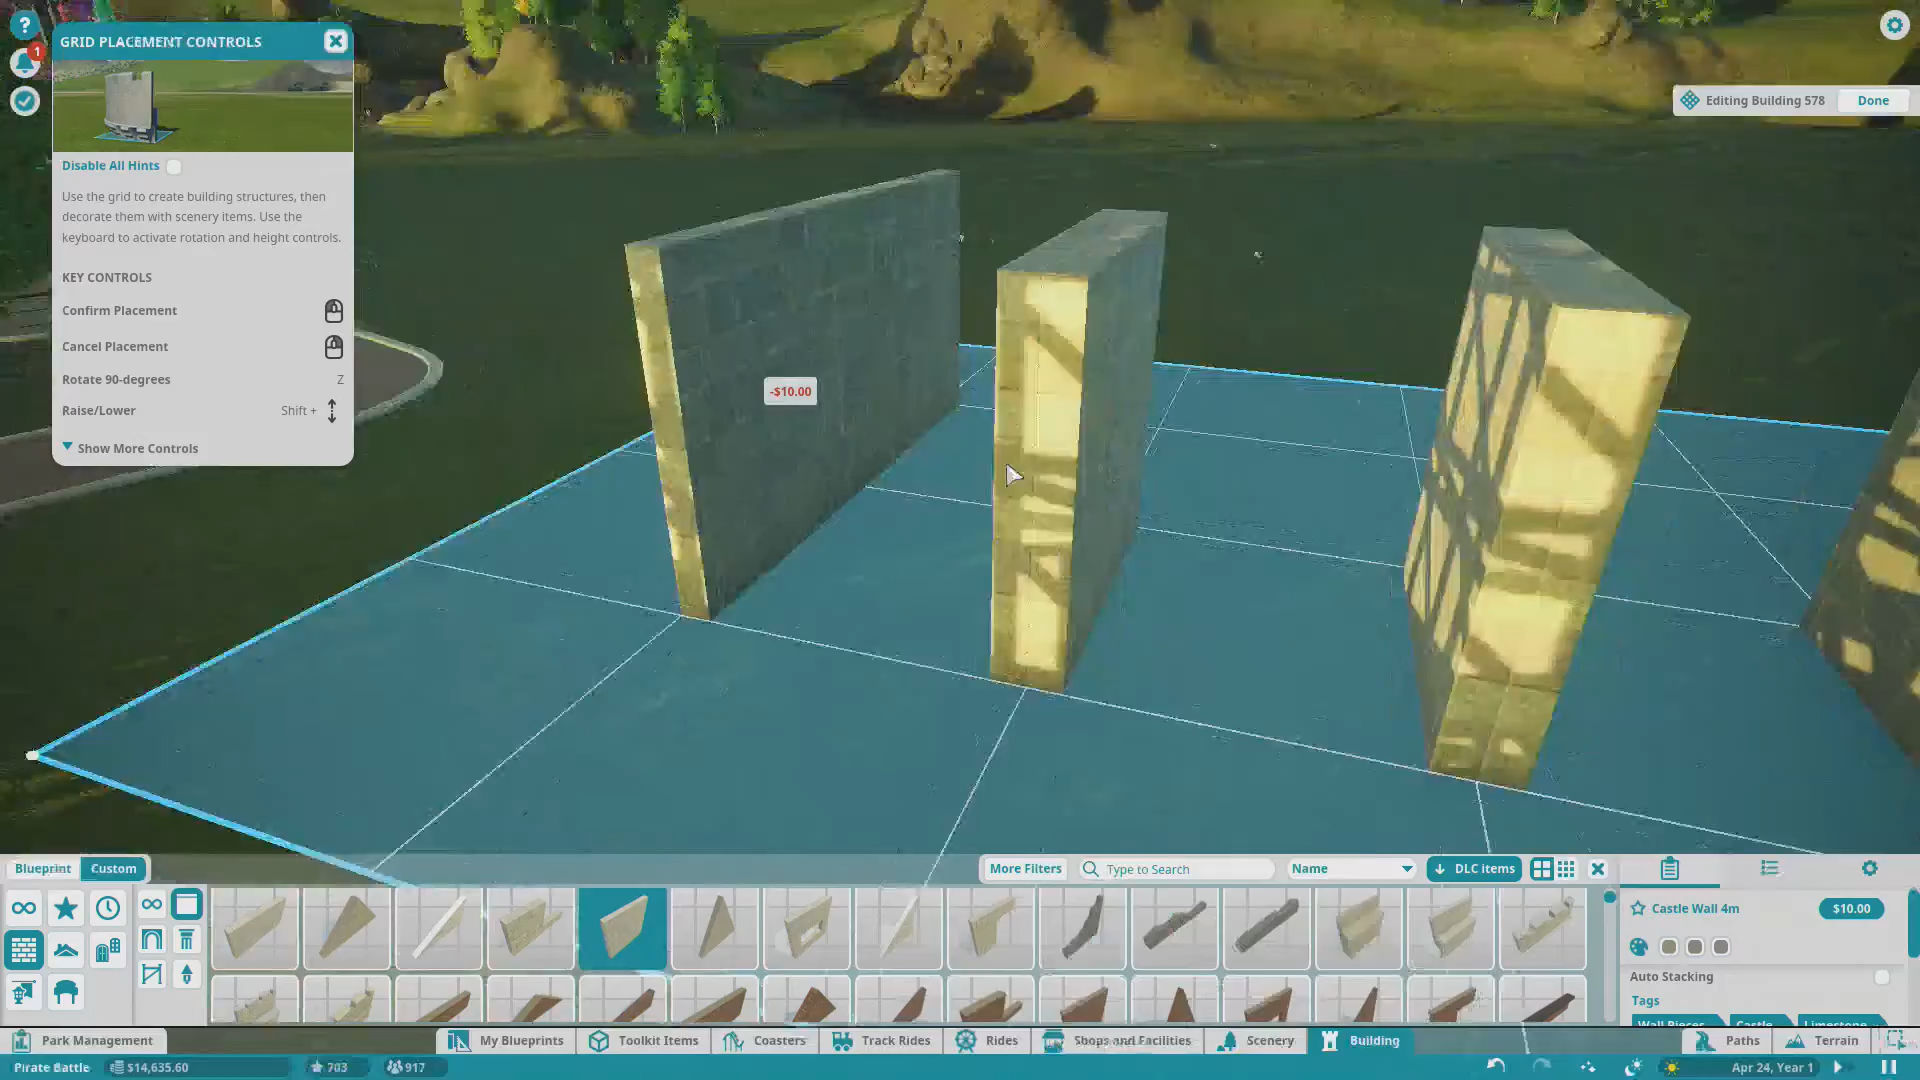 ?
GRID PLACEMENT CONTROLS
1
Disable All Hints
Use the grid to create building structures, then
decorate them with scenery items. Use the
keyboard to activate rotation and height controls.
KEY CONTROLS
Confirm Placement
Cancel Placement
Rotate 90-degrees Z
Raise/Lower Shift +
Show More Controls
Editing Building 578 Done
-$10.00
Blueprint Custom
More Filters Type to Search Name DLC items
Castle Wall 4m $10.00
Auto Stacking
Tags
Wall Pieces Castle Limestone
Park Management My Blueprints Toolkit Items Coasters Track Rides Rides Shops and Facilities Scenery Building Paths Terrain
Pirate Battle $14,635.60 703 917 Apr 24, Year 1